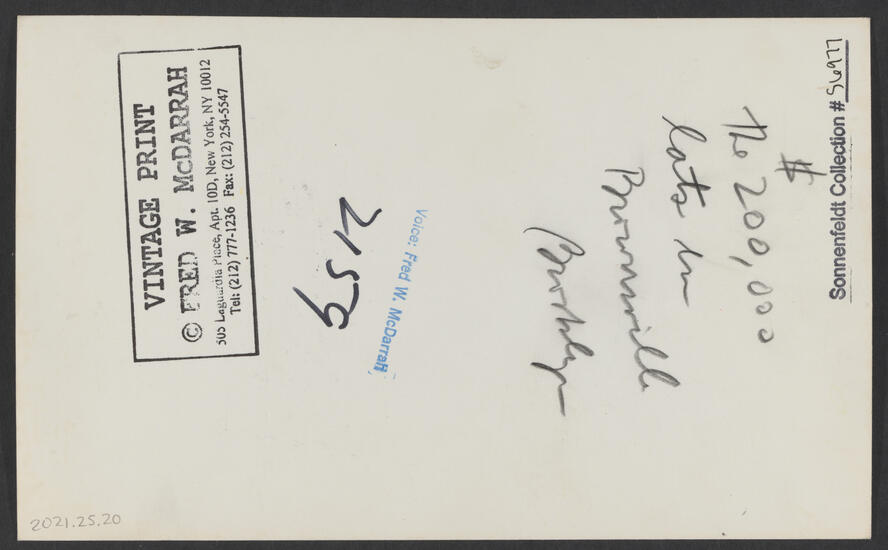 VINTAGE PRINT
© FRED W. McDARRAH
505 Laguardia Place, Apt. 10D, New York, NY 10012
Tel: (212) 777-1236 Fax: (212) 254-5547
Voice: Fred W. McDarrah,
$
The 200,000
lots in
Brownsville
Brooklyn
Sonnenfeldt Collection # 56977
2021.25.20